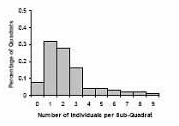 0.5
0.4
0.3
0.2
0.1
0
Percentage of Quadrats
0 1 2 3 4 5 6 7 8 9
Number of Individuals per Sub-Quadrat